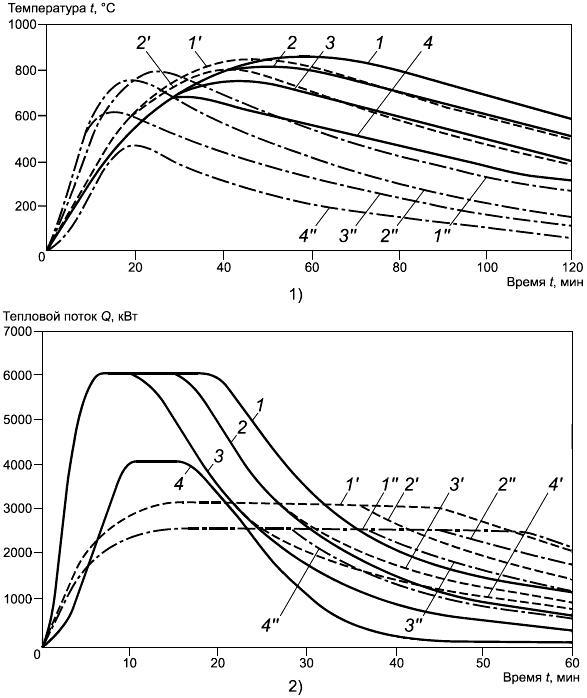 Температура t, °C
1000
800
600
400
200
0
2′ 1′ 2 3 1 4
4″ 3″ 2″ 1″
20 40 60 80 100 120
Время t, мин
1)
Тепловой поток Q, кВт
7000
6000
5000
4000
3000
2000
1000
0
1
2
3
4
1′ 1″ 2′ 3′ 2″ 4′
4″ 3″
10 20 30 40 50 60
Время t, мин
2)